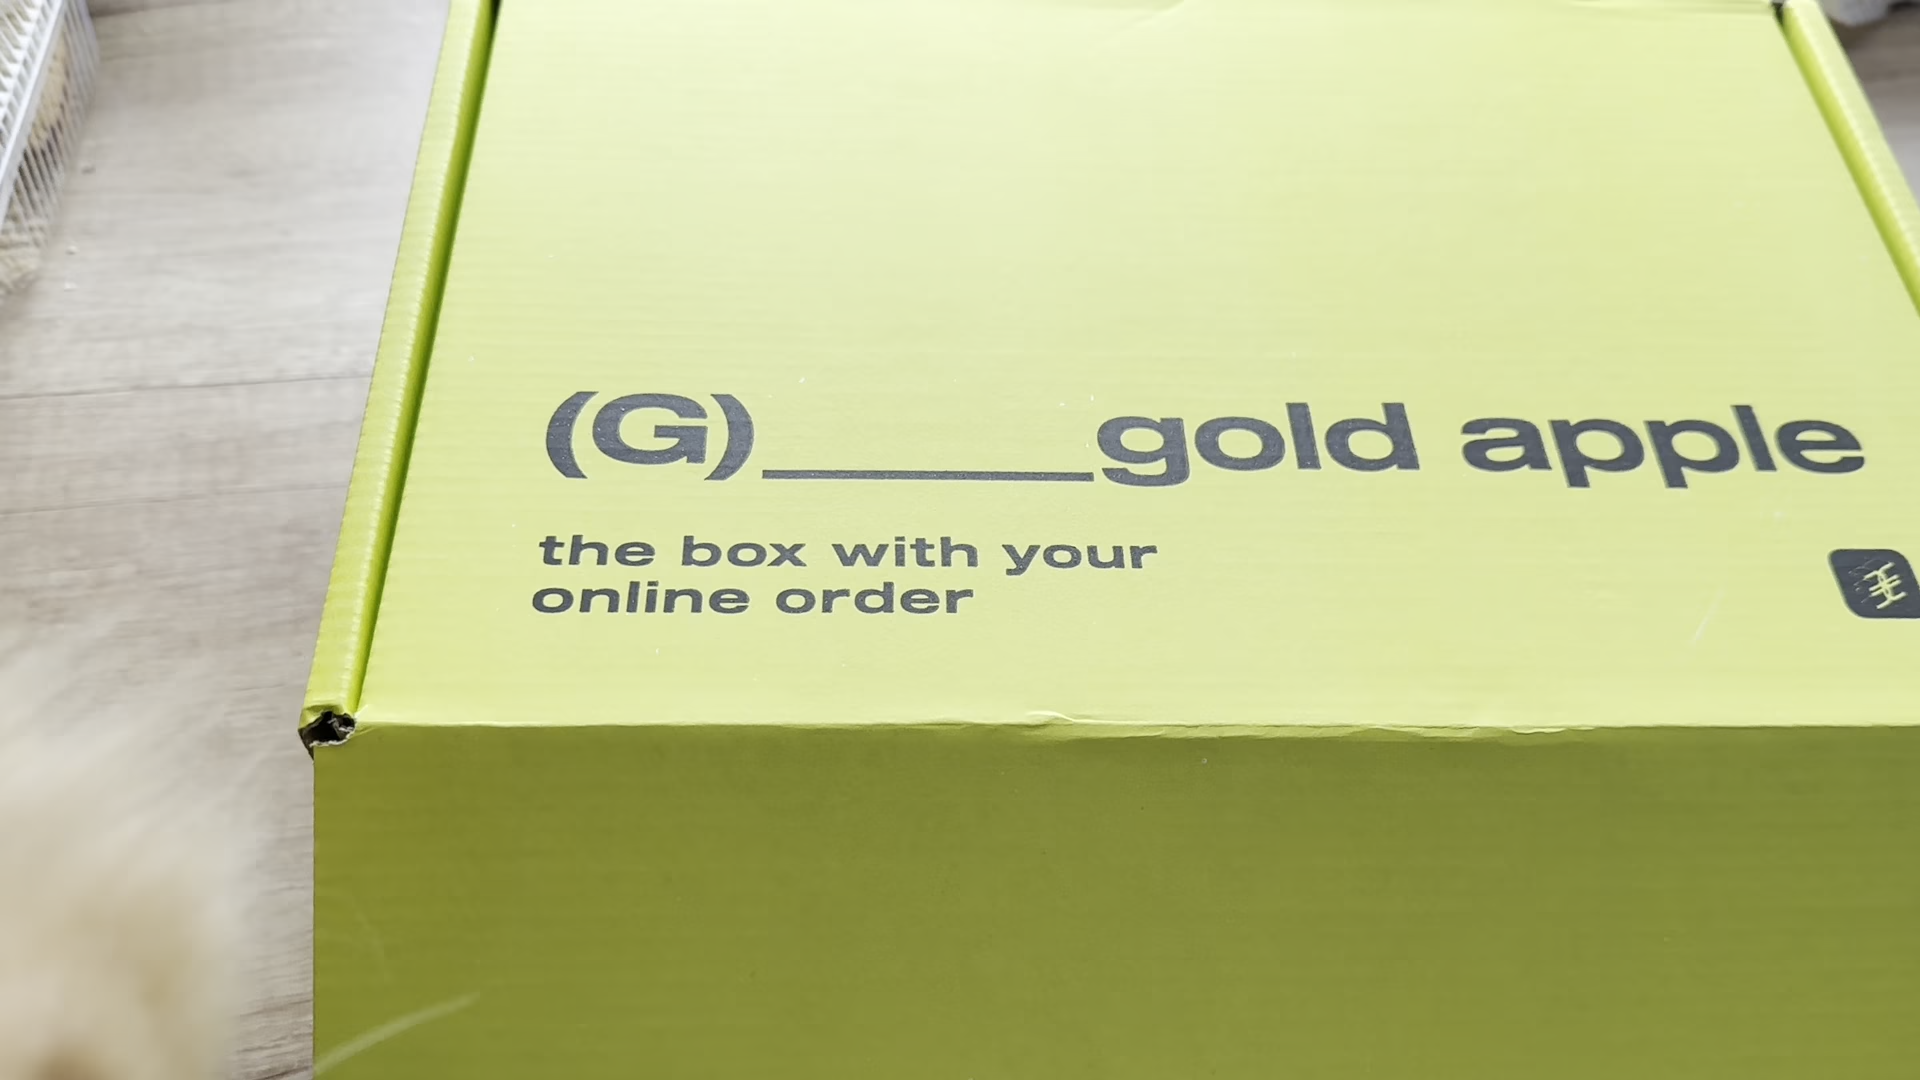 (G)_____gold apple
the box with your
online order